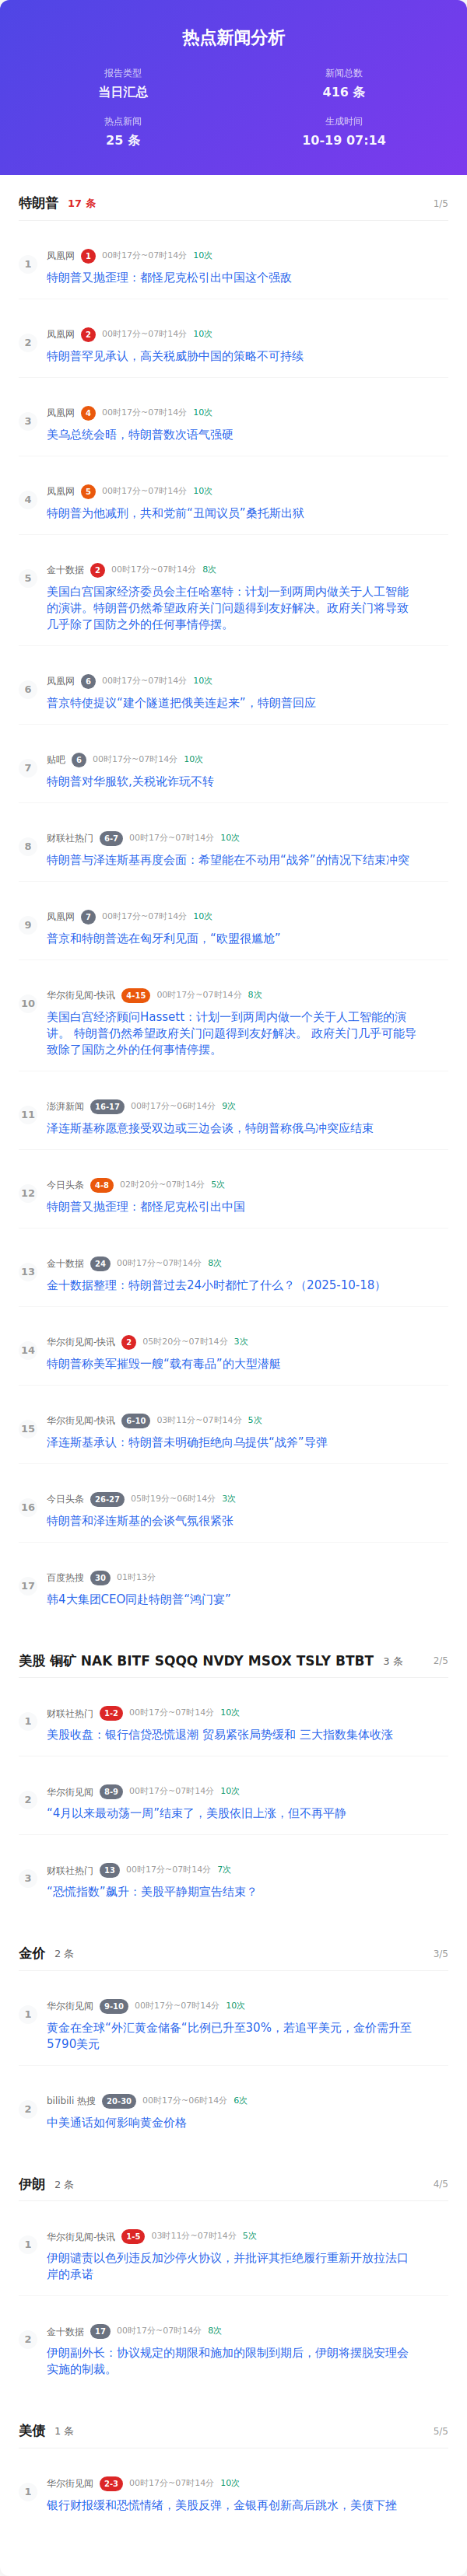 热点新闻分析
报告类型 新闻总数
当日汇总 416 条
热点新闻 生成时间
25 条 10-19 07:14
特朗普 17 条 1/5
凤凰网 1 00时17分~07时14分 10次
1
特朗普又抛歪理：都怪尼克松引出中国这个强敌
凤凰网 2 00时17分~07时14分 10次
2
特朗普罕见承认，高关税威胁中国的策略不可持续
凤凰网 4 00时17分~07时14分 10次
3
美乌总统会晤，特朗普数次语气强硬
凤凰网 5 00时17分~07时14分 10次
4
特朗普为他减刑，共和党前“丑闻议员”桑托斯出狱
金十数据 2 00时17分~07时14分 8次
5
美国白宫国家经济委员会主任哈塞特：计划一到两周内做关于人工智能
的演讲。特朗普仍然希望政府关门问题得到友好解决。政府关门将导致
几乎除了国防之外的任何事情停摆。
凤凰网 6 00时17分~07时14分 10次
6
普京特使提议“建个隧道把俄美连起来”，特朗普回应
贴吧 6 00时17分~07时14分 10次
7
特朗普对华服软,关税讹诈玩不转
财联社热门 6-7 00时17分~07时14分 10次
8
特朗普与泽连斯基再度会面：希望能在不动用“战斧”的情况下结束冲突
凤凰网 7 00时17分~07时14分 10次
9
普京和特朗普选在匈牙利见面，“欧盟很尴尬”
华尔街见闻-快讯 4-15 00时17分~07时14分 8次
10
美国白宫经济顾问Hassett：计划一到两周内做一个关于人工智能的演
讲。 特朗普仍然希望政府关门问题得到友好解决。 政府关门几乎可能导
致除了国防之外的任何事情停摆。
澎湃新闻 16-17 00时17分~06时14分 9次
11
泽连斯基称愿意接受双边或三边会谈，特朗普称俄乌冲突应结束
今日头条 4-8 02时20分~07时14分 5次
12
特朗普又抛歪理：都怪尼克松引出中国
金十数据 24 00时17分~07时14分 8次
13
金十数据整理：特朗普过去24小时都忙了什么？（2025-10-18）
华尔街见闻-快讯 2 05时20分~07时14分 3次
14
特朗普称美军摧毁一艘“载有毒品”的大型潜艇
华尔街见闻-快讯 6-10 03时11分~07时14分 5次
15
泽连斯基承认：特朗普未明确拒绝向乌提供“战斧”导弹
今日头条 26-27 05时19分~06时14分 3次
16
特朗普和泽连斯基的会谈气氛很紧张
百度热搜 30 01时13分
17
韩4大集团CEO同赴特朗普“鸿门宴”
美股 铜矿 NAK BITF SQQQ NVDY MSOX TSLY BTBT 3 条 2/5
财联社热门 1-2 00时17分~07时14分 10次
1
美股收盘：银行信贷恐慌退潮 贸易紧张局势缓和 三大指数集体收涨
华尔街见闻 8-9 00时17分~07时14分 10次
2
“4月以来最动荡一周”结束了，美股依旧上涨，但不再平静
财联社热门 13 00时17分~07时14分 7次
3
“恐慌指数”飙升：美股平静期宣告结束？
金价 2 条 3/5
华尔街见闻 9-10 00时17分~07时14分 10次
1
黄金在全球“外汇黄金储备”比例已升至30%，若追平美元，金价需升至
5790美元
bilibili 热搜 20-30 00时17分~06时14分 6次
2
中美通话如何影响黄金价格
伊朗 2 条 4/5
华尔街见闻-快讯 1-5 03时11分~07时14分 5次
1
伊朗谴责以色列违反加沙停火协议，并批评其拒绝履行重新开放拉法口
岸的承诺
金十数据 17 00时17分~07时14分 8次
2
伊朗副外长：协议规定的期限和施加的限制到期后，伊朗将摆脱安理会
实施的制裁。
美债 1 条 5/5
华尔街见闻 2-3 00时17分~07时14分 10次
1
银行财报缓和恐慌情绪，美股反弹，金银再创新高后跳水，美债下挫